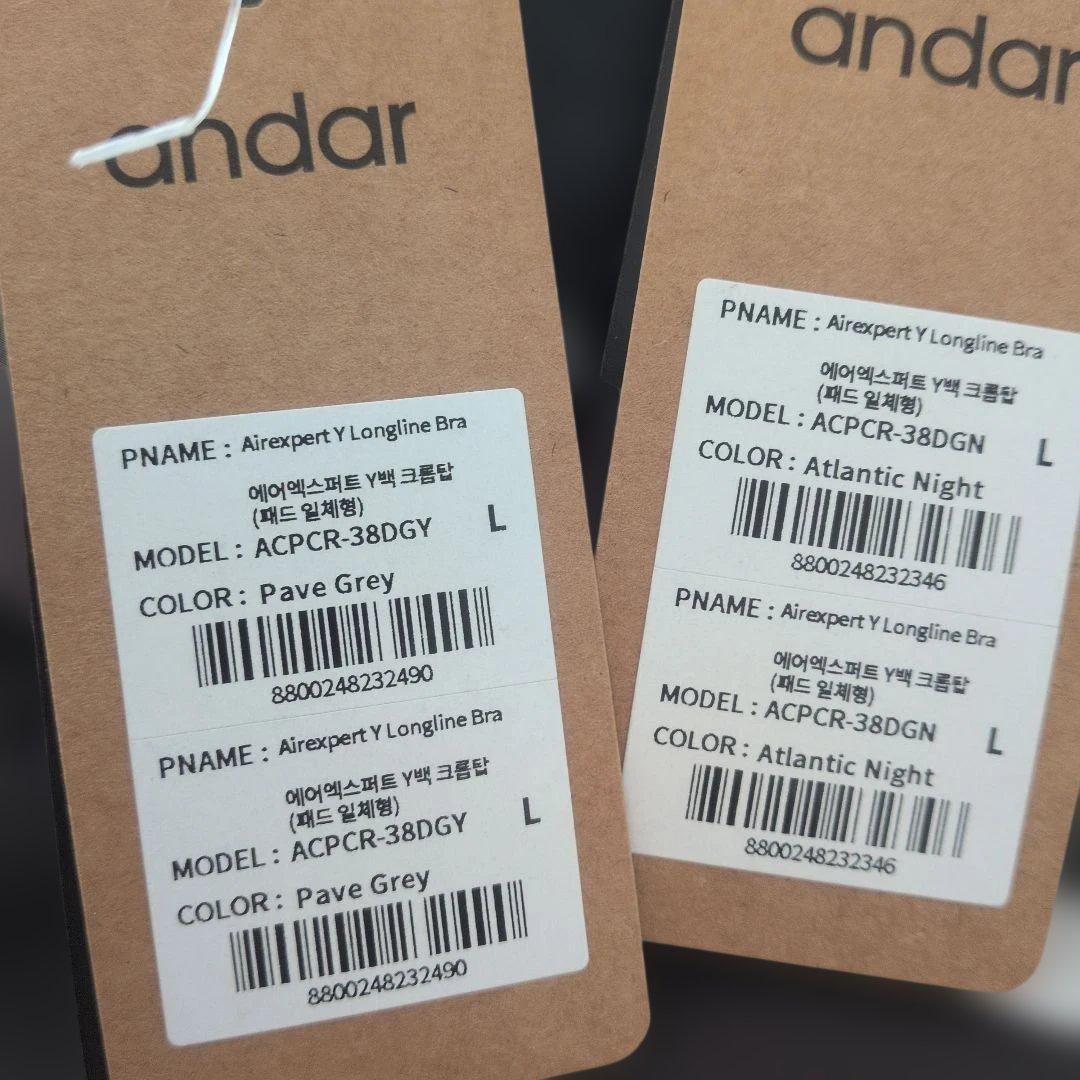 andar
PNAME : Airexpert Y Longline Bra
에어엑스퍼트 Y백 크롭탑
(패드 일체형)
MODEL : ACPCR-38DGY L
COLOR : Pave Grey
8800248232490
PNAME : Airexpert Y Longline Bra
에어엑스퍼트 Y백 크롭탑
(패드 일체형)
MODEL : ACPCR-38DGY L
COLOR : Pave Grey
8800248232490
andar
PNAME : Airexpert Y Longline Bra
에어엑스퍼트 Y백 크롭탑
(패드 일체형)
MODEL : ACPCR-38DGN L
COLOR : Atlantic Night
8800248232346
PNAME : Airexpert Y Longline Bra
에어엑스퍼트 Y백 크롭탑
(패드 일체형)
MODEL : ACPCR-38DGN L
COLOR : Atlantic Night
8800248232346